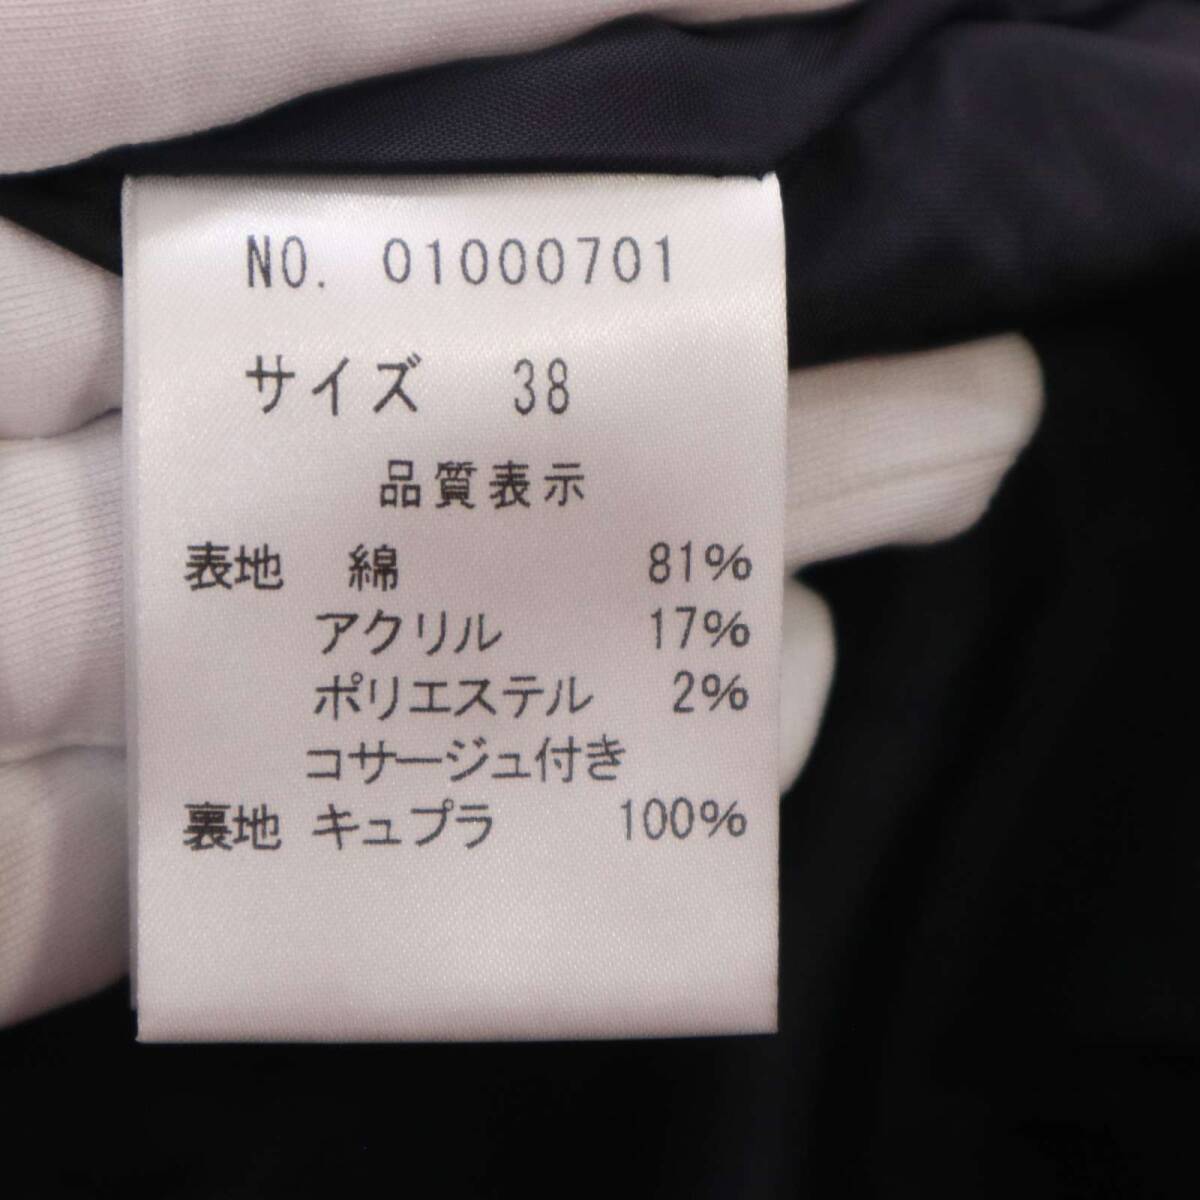 NO. 01000701
サイズ 38
品質表示
表地 綿 81%
アクリル 17%
ポリエステル 2%
コサージュ付き
裏地 キュプラ 100%